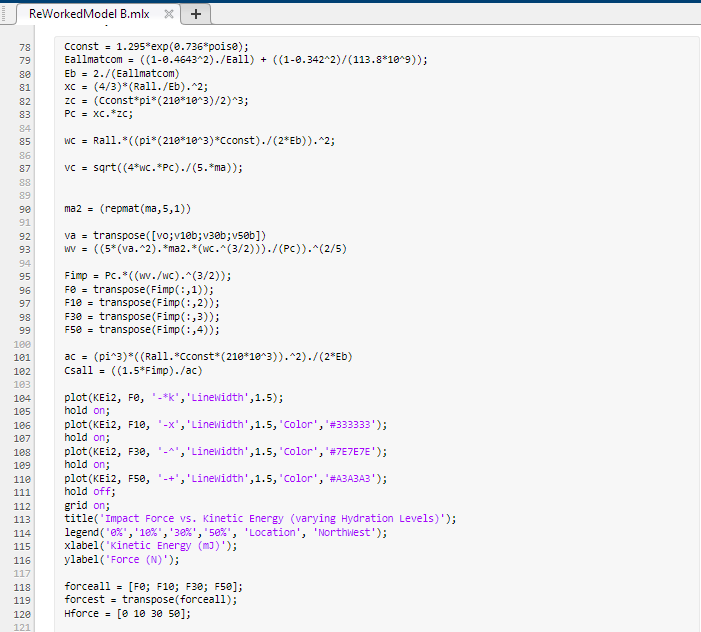 ReWorkedModel B.mlx × +
78 Cconst = 1.295*exp(0.736*pois0);
79 Eallmatcom = ((1-0.4643^2)./Eall) + ((1-0.342^2)/(113.8*10^9));
80 Eb = 2./(Eallmatcom)
81 xc = (4/3)*(Rall./Eb).^2;
82 zc = (Cconst*pi*(210*10^3)/2)^3;
83 Pc = xc.*zc;
84
85 wc = Rall.*((pi*(210*10^3)*Cconst)./(2*Eb)).^2;
86
87 vc = sqrt((4*wc.*Pc)./(5.*ma));
88
89
90 ma2 = (repmat(ma,5,1))
91
92 va = transpose([vo;v10b;v30b;v50b])
93 wv = ((5*(va.^2).*ma2.*(wc.^(3/2)))./(Pc)).^(2/5)
94
95 Fimp = Pc.*((wv./wc).^(3/2));
96 F0 = transpose(Fimp(:,1));
97 F10 = transpose(Fimp(:,2));
98 F30 = transpose(Fimp(:,3));
99 F50 = transpose(Fimp(:,4));
100
101 ac = (pi^3)*((Rall.*Cconst*(210*10^3)).^2)./(2*Eb)
102 Csall = ((1.5*Fimp)./ac)
103
104 plot(KEi2, F0, '-*k','LineWidth',1.5);
105 hold on;
106 plot(KEi2, F10, '-x','LineWidth',1.5,'Color','#333333');
107 hold on;
108 plot(KEi2, F30, '-^','LineWidth',1.5,'Color','#7E7E7E');
109 hold on;
110 plot(KEi2, F50, '-+','LineWidth',1.5,'Color','#A3A3A3');
111 hold off;
112 grid on;
113 title('Impact Force vs. Kinetic Energy (varying Hydration Levels)');
114 legend('0%','10%','30%','50%', 'Location', 'NorthWest');
115 xlabel('Kinetic Energy (mJ)');
116 ylabel('Force (N)');
117
118 forceall = [F0; F10; F30; F50];
119 forcest = transpose(forceall);
120 Hforce = [0 10 30 50];
121